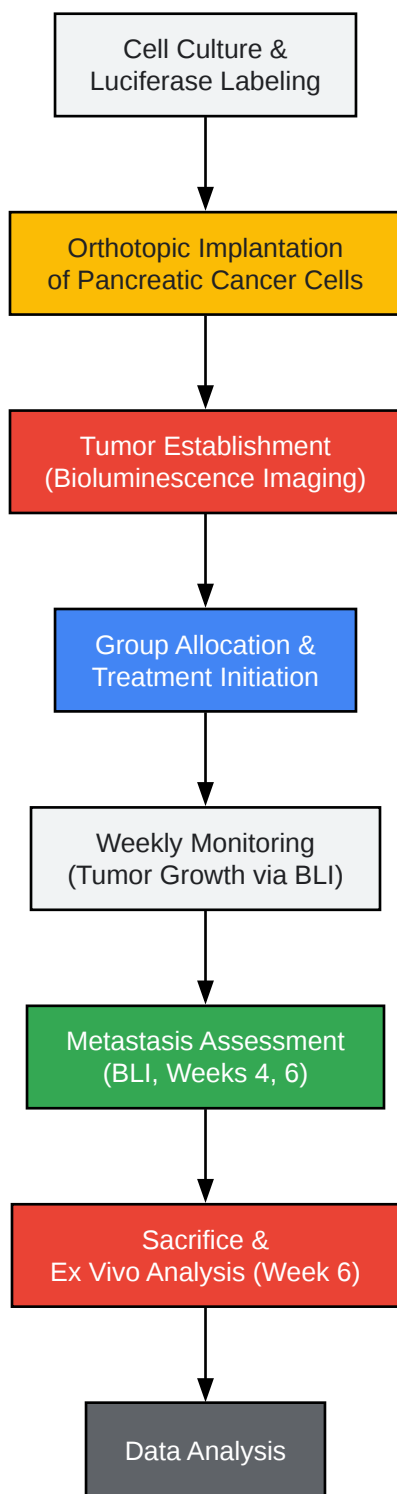 Cell Culture &
Luciferase Labeling
Orthotopic Implantation
of Pancreatic Cancer Cells
Tumor Establishment
(Bioluminescence Imaging)
Group Allocation &
Treatment Initiation
Weekly Monitoring
(Tumor Growth via BLI)
Metastasis Assessment
(BLI, Weeks 4, 6)
Sacrifice &
Ex Vivo Analysis (Week 6)
Data Analysis